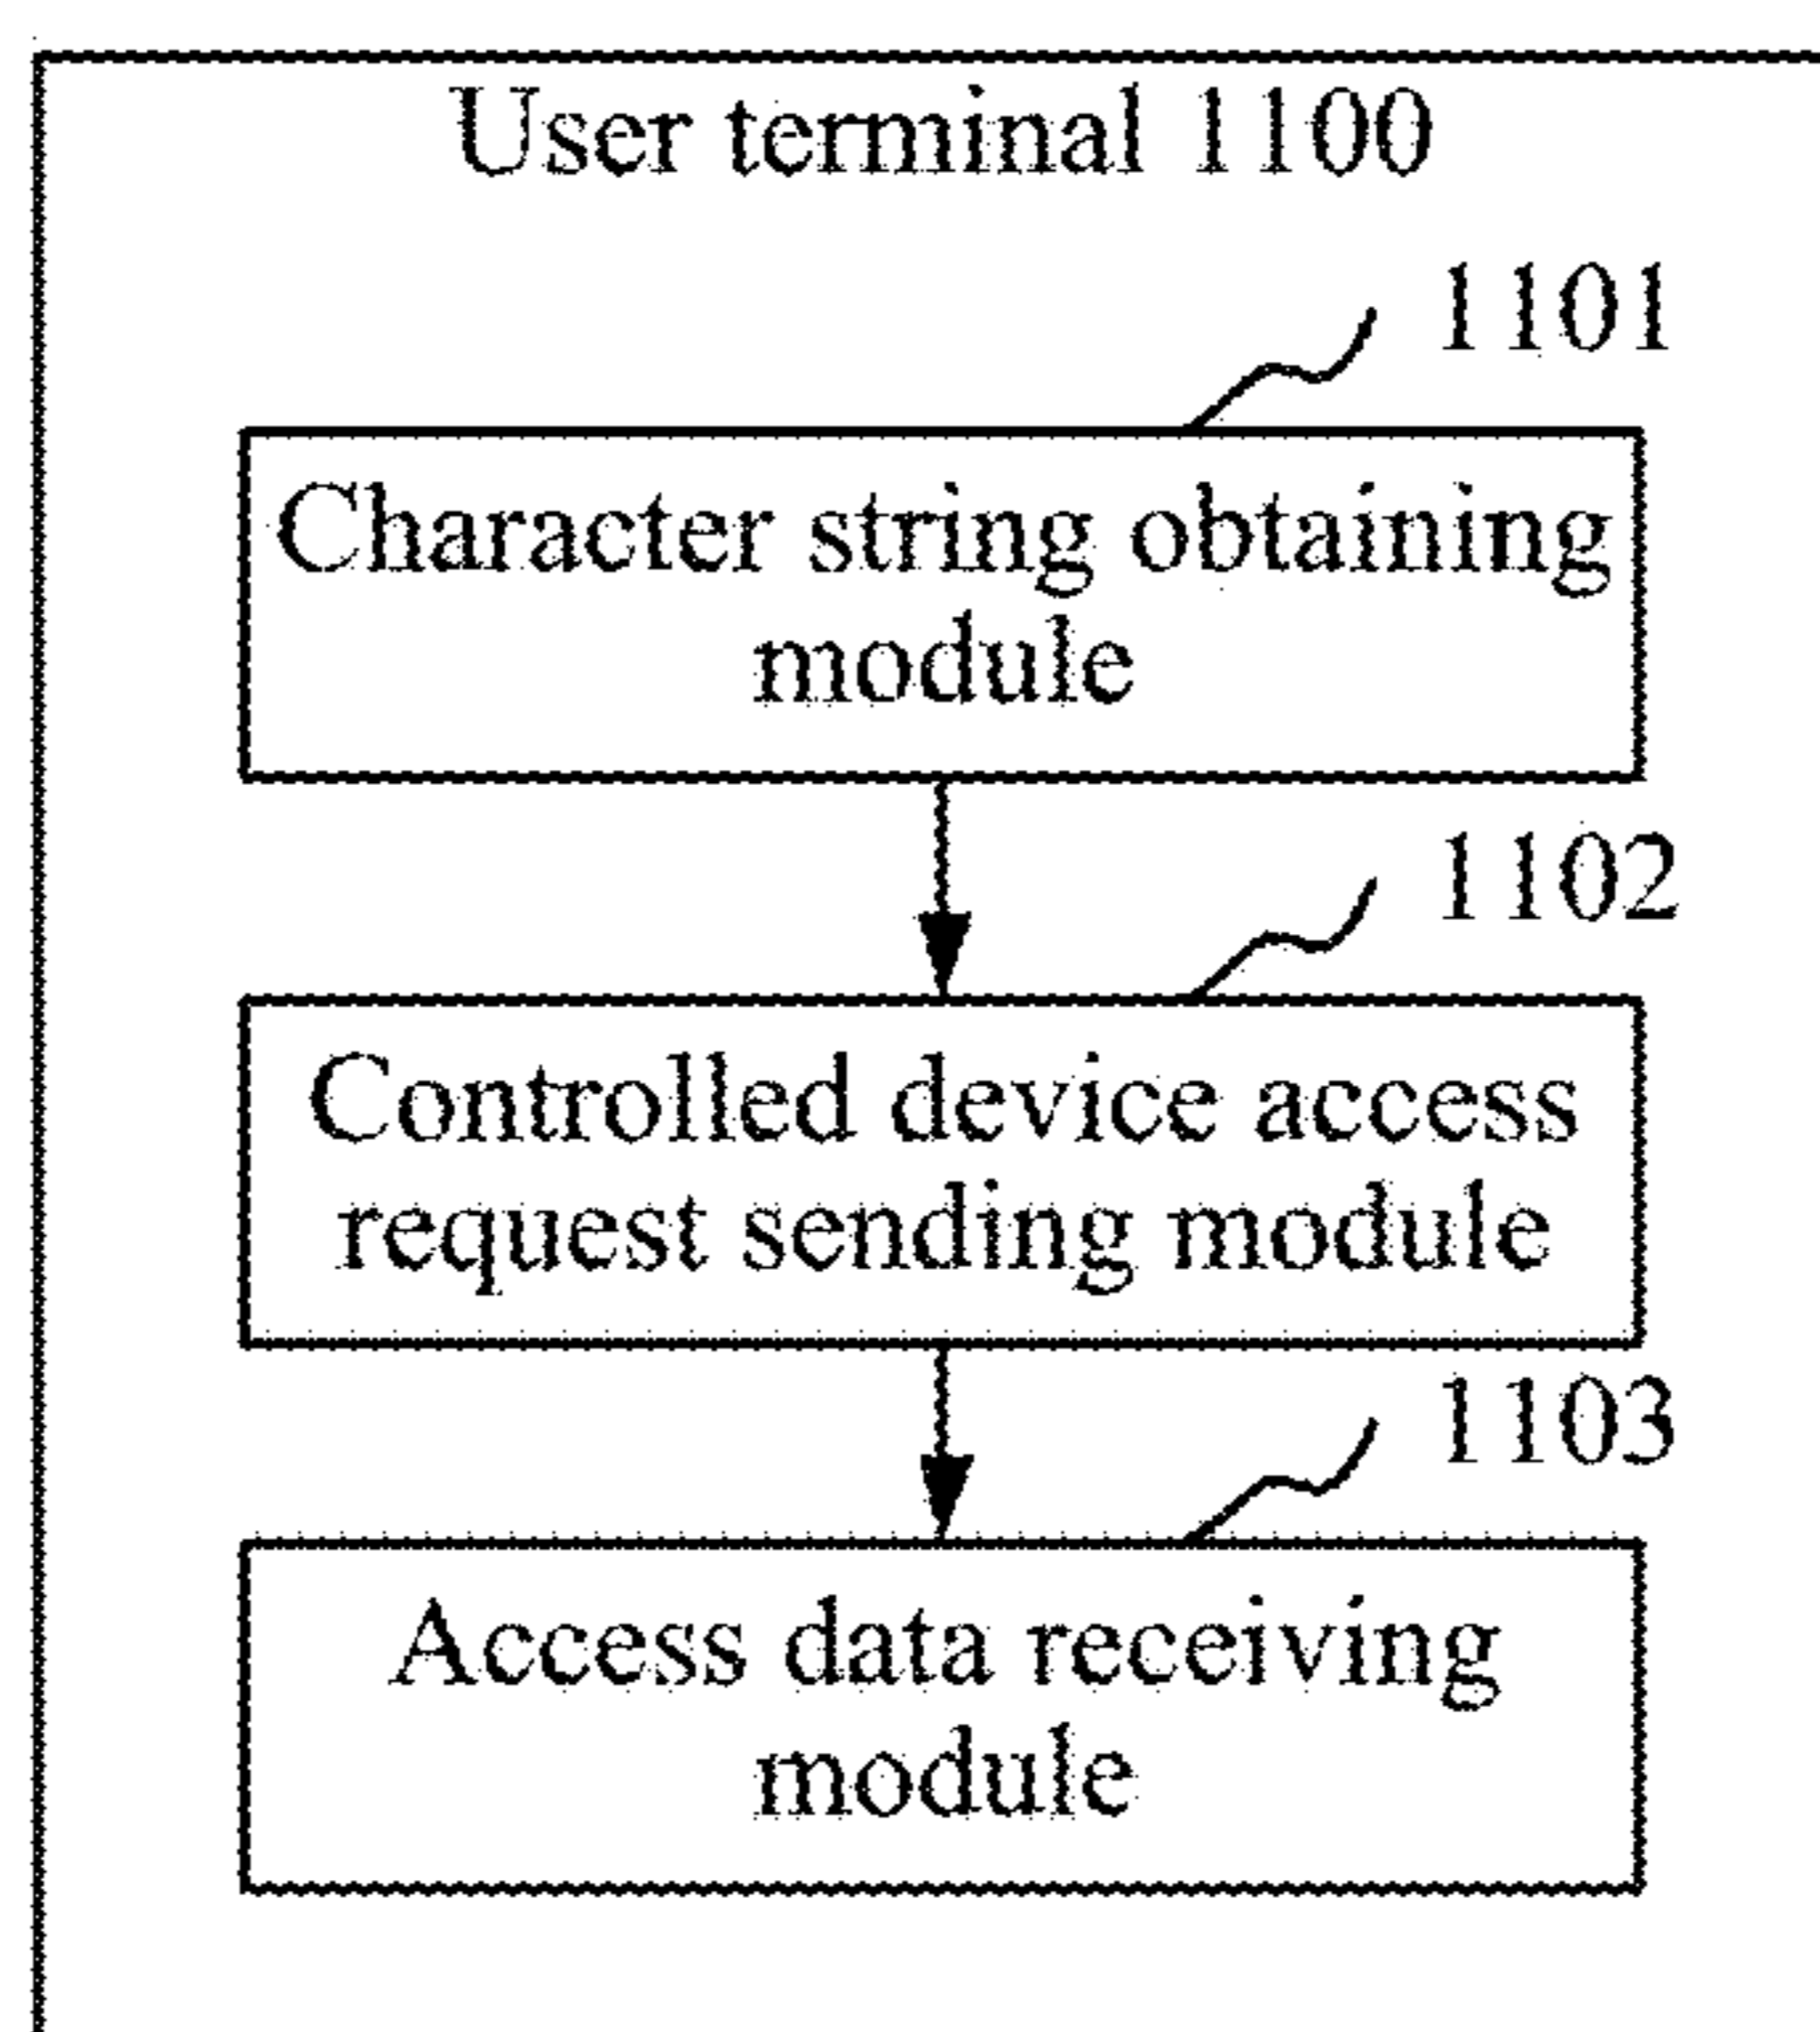 User terminal 1100
1101
Character string obtaining
module
1102
Controlled device access
request sending module
1103
Access data receiving
module